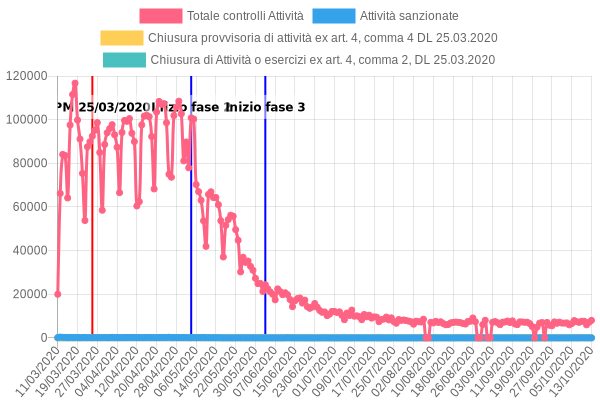 Totale controlli Attività Attività sanzionate
Chiusura provvisoria di attività ex art. 4, comma 4 DL 25.03.2020
Chiusura di Attività o esercizi ex art. 4, comma 2, DL 25.03.2020
120000
PM 25/03/2020 Inizio fase 2 Inizio fase 3
100000
80000
60000
40000
20000
0
11/03/2020 19/03/2020 27/03/2020 04/04/2020 12/04/2020 20/04/2020 28/04/2020 06/05/2020 14/05/2020 22/05/2020 30/05/2020 07/06/2020 15/06/2020 23/06/2020 01/07/2020 09/07/2020 17/07/2020 25/07/2020 02/08/2020 10/08/2020 18/08/2020 26/08/2020 03/09/2020 11/09/2020 19/09/2020 27/09/2020 05/10/2020 13/10/2020